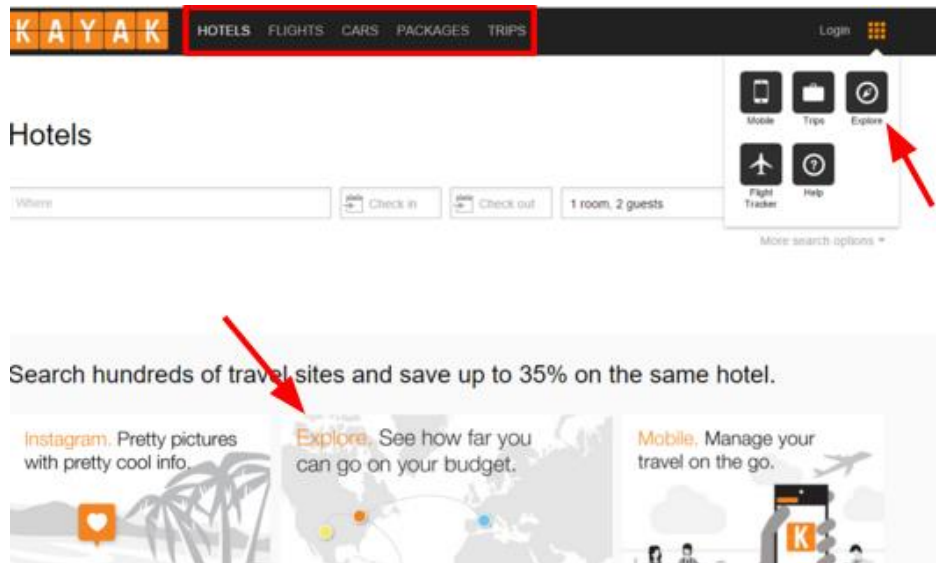 KAYAK HOTELS FLIGHTS CARS PACKAGES TRIPS Login
Mobile Trips Explore
Hotels
Flight Tracker Help
Where Check in Check out 1 room, 2 guests
More search options
Search hundreds of travel sites and save up to 35% on the same hotel.
Instagram. Pretty pictures
with pretty cool info.
Explore. See how far you
can go on your budget.
Mobile. Manage your
travel on the go.
K